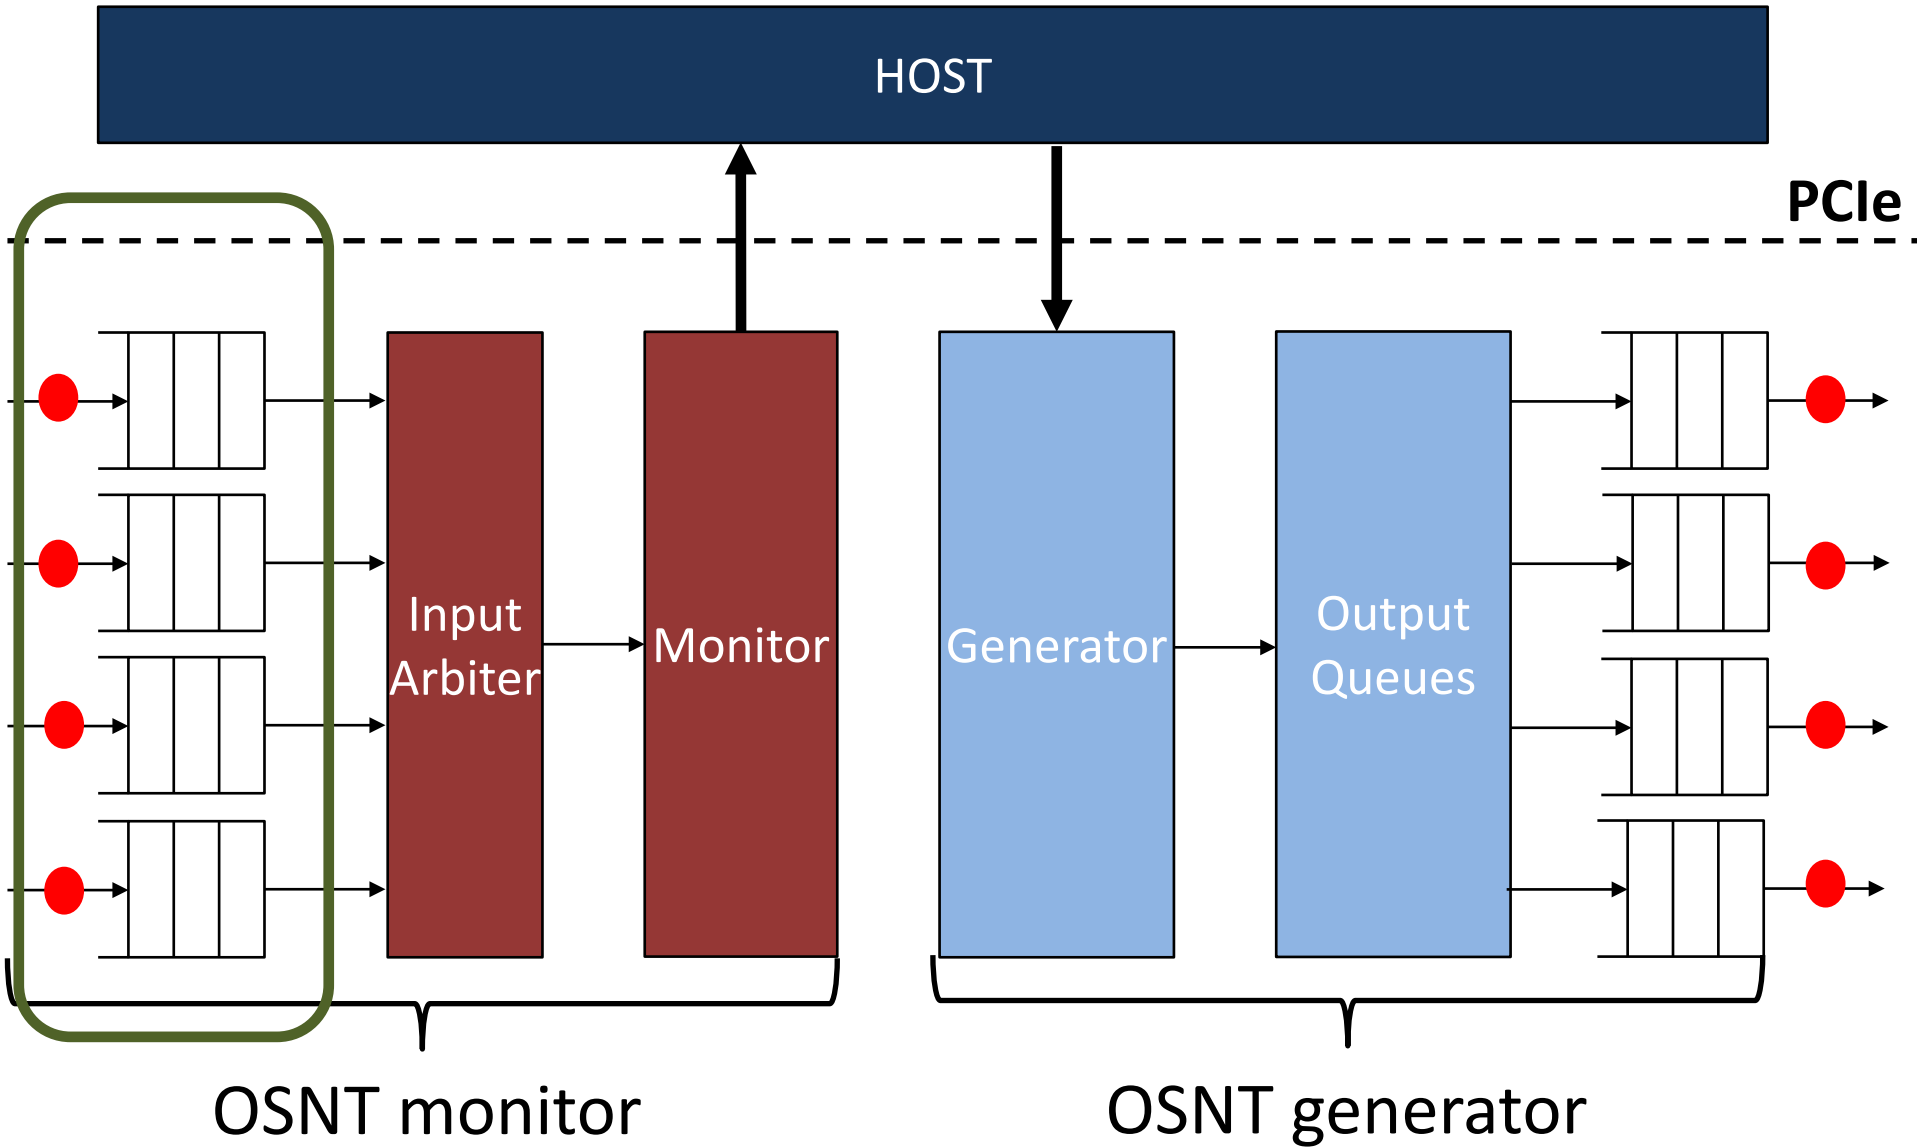 HOST
PCIe
Input
Arbiter
Monitor
Generator
Output
Queues
OSNT monitor
OSNT generator